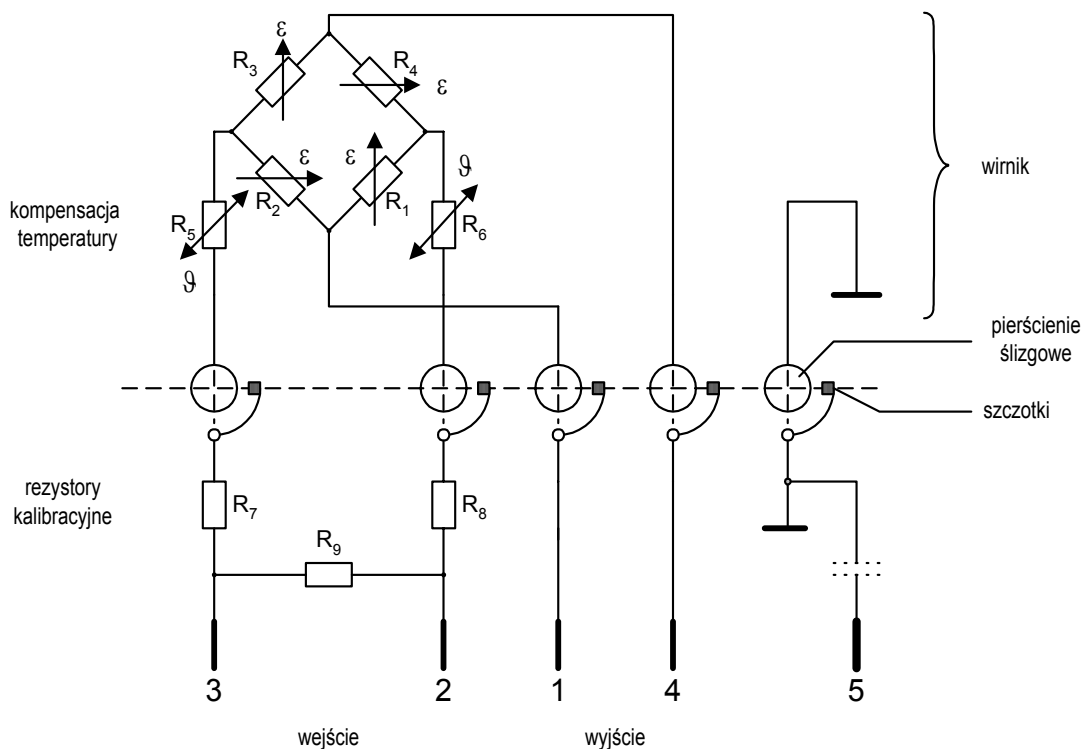 ε
R3
R4
ε
wirnik
ε
ε
ϑ
kompensacja
temperatury
R5
R2
R1
R6
ϑ
pierścienie
ślizgowe
szczotki
rezystory
kalibracyjne
R7
R8
R9
3 2 1 4 5
wejście wyjście